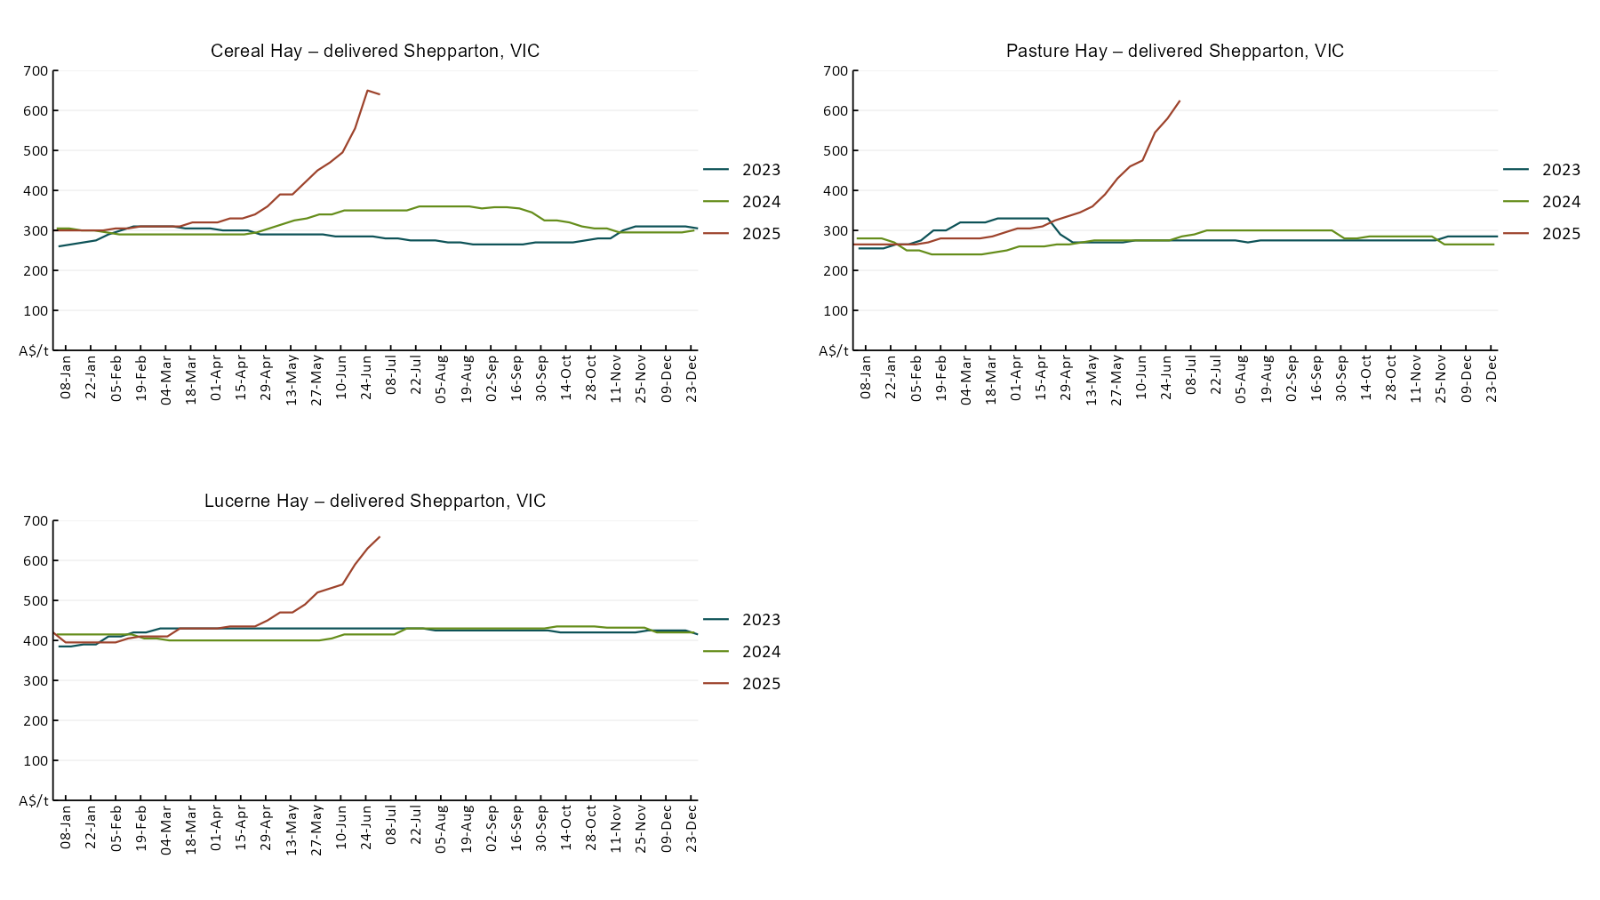 Cereal Hay – delivered Shepparton, VIC
700
600
500
400
300
200
100
A$/t
08-Jan
22-Jan
05-Feb
19-Feb
04-Mar
18-Mar
01-Apr
15-Apr
29-Apr
13-May
27-May
10-Jun
24-Jun
08-Jul
22-Jul
05-Aug
19-Aug
02-Sep
16-Sep
30-Sep
14-Oct
28-Oct
11-Nov
25-Nov
09-Dec
23-Dec
2023
2024
2025
Pasture Hay – delivered Shepparton, VIC
700
600
500
400
300
200
100
A$/t
08-Jan
22-Jan
05-Feb
19-Feb
04-Mar
18-Mar
01-Apr
15-Apr
29-Apr
13-May
27-May
10-Jun
24-Jun
08-Jul
22-Jul
05-Aug
19-Aug
02-Sep
16-Sep
30-Sep
14-Oct
28-Oct
11-Nov
25-Nov
09-Dec
23-Dec
2023
2024
2025
Lucerne Hay – delivered Shepparton, VIC
700
600
500
400
300
200
100
A$/t
08-Jan
22-Jan
05-Feb
19-Feb
04-Mar
18-Mar
01-Apr
15-Apr
29-Apr
13-May
27-May
10-Jun
24-Jun
08-Jul
22-Jul
05-Aug
19-Aug
02-Sep
16-Sep
30-Sep
14-Oct
28-Oct
11-Nov
25-Nov
09-Dec
23-Dec
2023
2024
2025